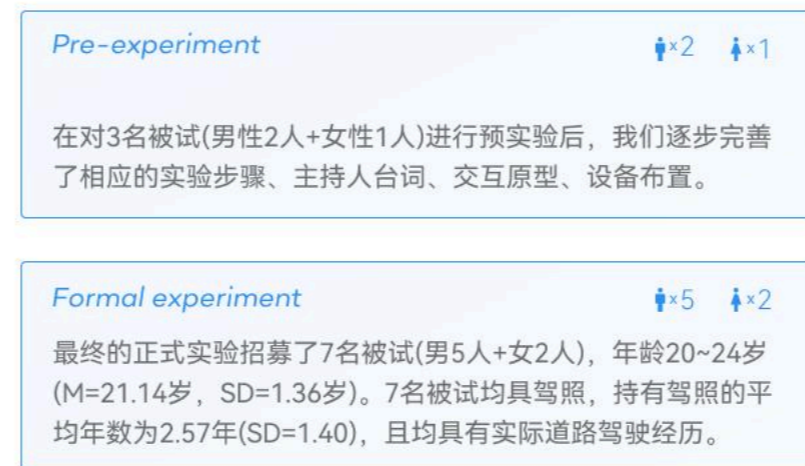 Pre-experiment ×2 ×1
在对3名被试(男性2人+女性1人)进行预实验后，我们逐步完善
了相应的实验步骤、主持人台词、交互原型、设备布置。
Formal experiment ×5 ×2
最终的正式实验招募了7名被试(男5人+女2人)，年龄20~24岁
(M=21.14岁，SD=1.36岁)。7名被试均具驾照，持有驾照的平
均年数为2.57年(SD=1.40)，且均具有实际道路驾驶经历。